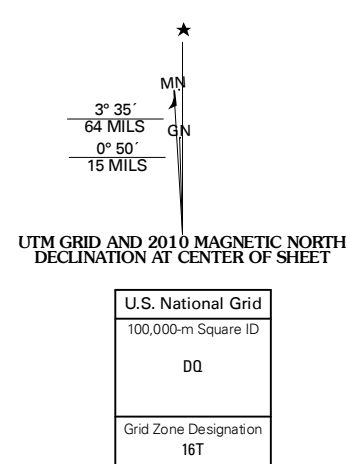 MN
3° 35´
64 MILS
GN
0° 50´
15 MILS
UTM GRID AND 2010 MAGNETIC NORTH
DECLINATION AT CENTER OF SHEET
U.S. National Grid
100,000-m Square ID
DQ
Grid Zone Designation
16T